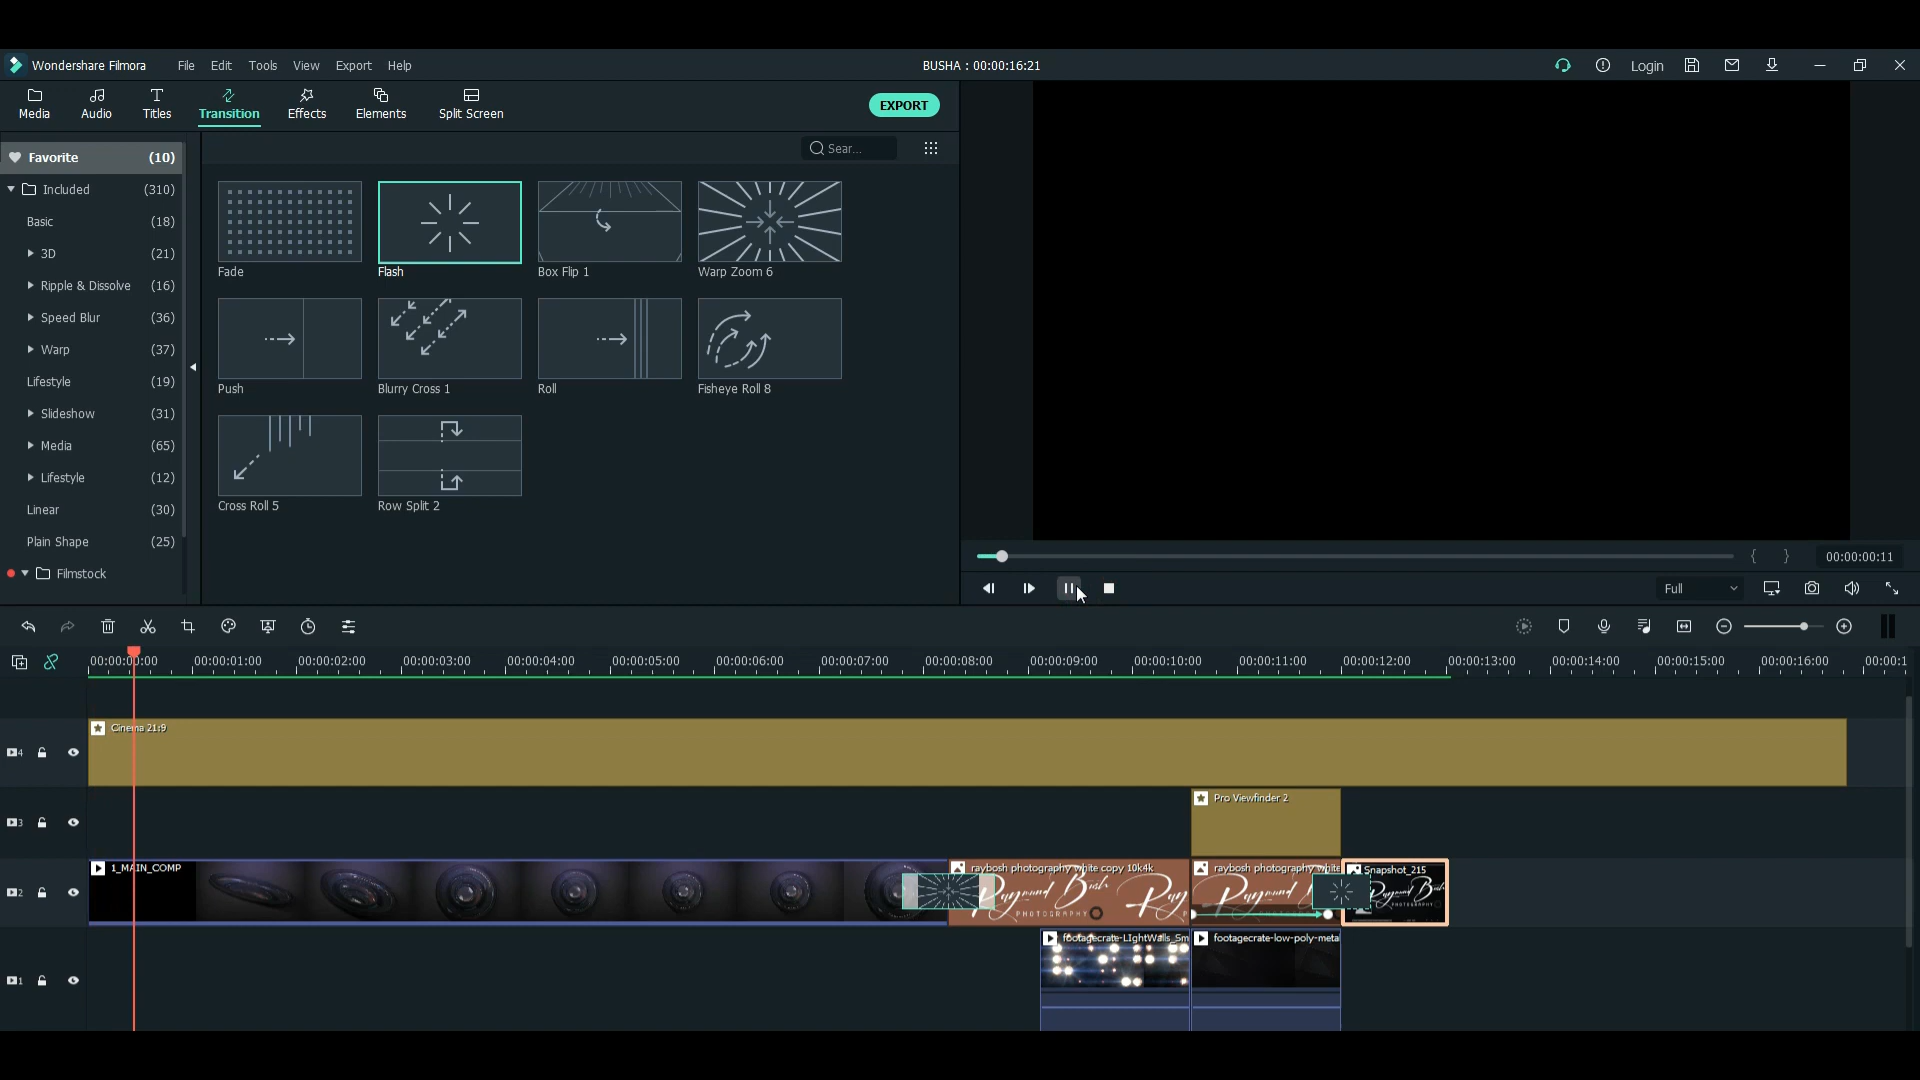 Wondershare Filmora File Edit Tools View Export Help BUSHA : 00:00:16:21 Login
Media Audio Titles Transition Effects Elements Split Screen EXPORT
Favorite (10) Sear...
Included (310)
Basic (18)
3D (21)
Ripple & Dissolve (16)
Speed Blur (36)
Warp (37)
Lifestyle (19)
Slideshow (31)
Media (65)
Lifestyle (12)
Linear (30)
Plain Shape (25)
Filmstock
Fade Flash Box Flip 1 Warp Zoom 6
Push Blurry Cross 1 Roll Fisheye Roll 8
Cross Roll 5 Row Split 2
{ } 00:00:00:11
Full
00:00:00:00 00:00:01:00 00:00:02:00 00:00:03:00 00:00:04:00 00:00:05:00 00:00:06:00 00:00:07:00 00:00:08:00 00:00:09:00 00:00:10:00 00:00:11:00 00:00:12:00 00:00:13:00 00:00:14:00 00:00:15:00 00:00:16:00 00:00:1
Cinema 21:9
4
Pro Viewfinder 2
3
1_MAIN_COMP raybosh photography white copy 10k4k raybosh photography white Snapshot_215
2
PHOTOGRAPHY PHOTOGRAPHY
footagecrate-LIghtWalls_Sm footagecrate-low-poly-meta
1